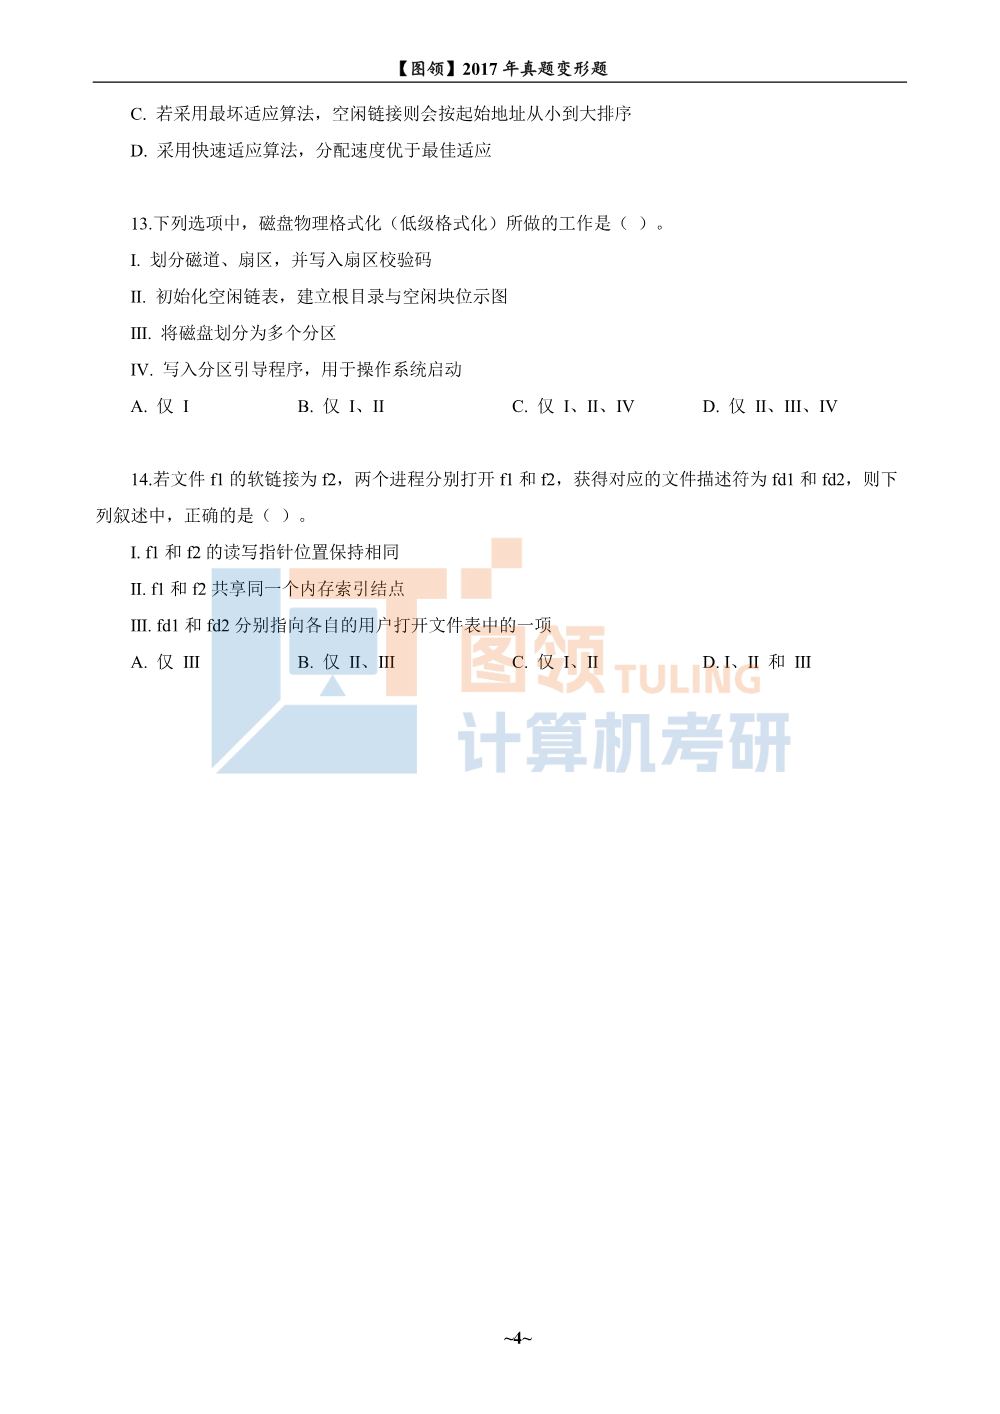 【图领】2017 年真题变形题
C. 若采用最坏适应算法，空闲链接则会按起始地址从小到大排序
D. 采用快速适应算法，分配速度优于最佳适应
13.下列选项中，磁盘物理格式化（低级格式化）所做的工作是（ ）。
I. 划分磁道、扇区，并写入扇区校验码
II. 初始化空闲链表，建立根目录与空闲块位示图
III. 将磁盘划分为多个分区
IV. 写入分区引导程序，用于操作系统启动
A. 仅 I B. 仅 I、II C. 仅 I、II、IV D. 仅 II、III、IV
14.若文件 f1 的软链接为 f2，两个进程分别打开 f1 和 f2，获得对应的文件描述符为 fd1 和 fd2，则下
列叙述中，正确的是（ ）。
I. f1 和 f2 的读写指针位置保持相同
II. f1 和 f2 共享同一个内存索引结点
III. fd1 和 fd2 分别指向各自的用户打开文件表中的一项
A. 仅 III B. 仅 II、III C. 仅 I、II D. I、II 和 III
图领 TULING
计算机考研
~4~